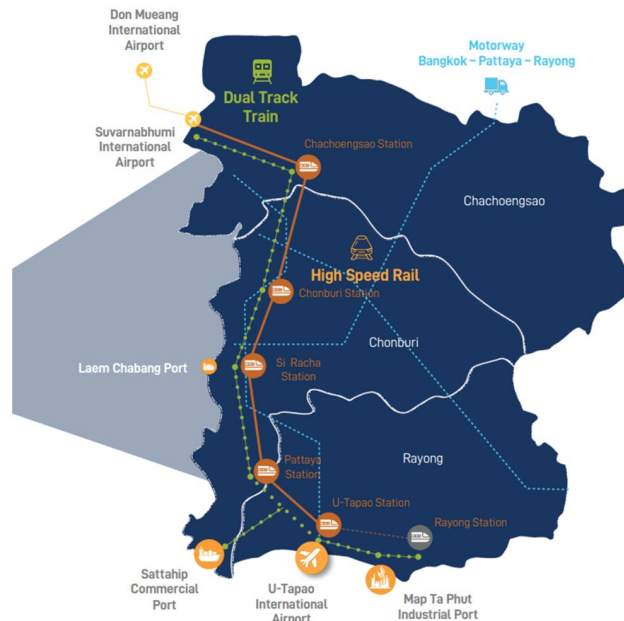 Don Mueang
International
Airport
Motorway
Bangkok – Pattaya – Rayong
Dual Track
Train
Suvarnabhumi
International
Airport
Chachoengsao Station
Chachoengsao
High Speed Rail
Chonburi Station
Chonburi
Laem Chabang Port
Si Racha
Station
Pattaya
Station
Rayong
U-Tapao Station
Rayong Station
Sattahip
Commercial
Port
U-Tapao
International
Airport
Map Ta Phut
Industrial Port